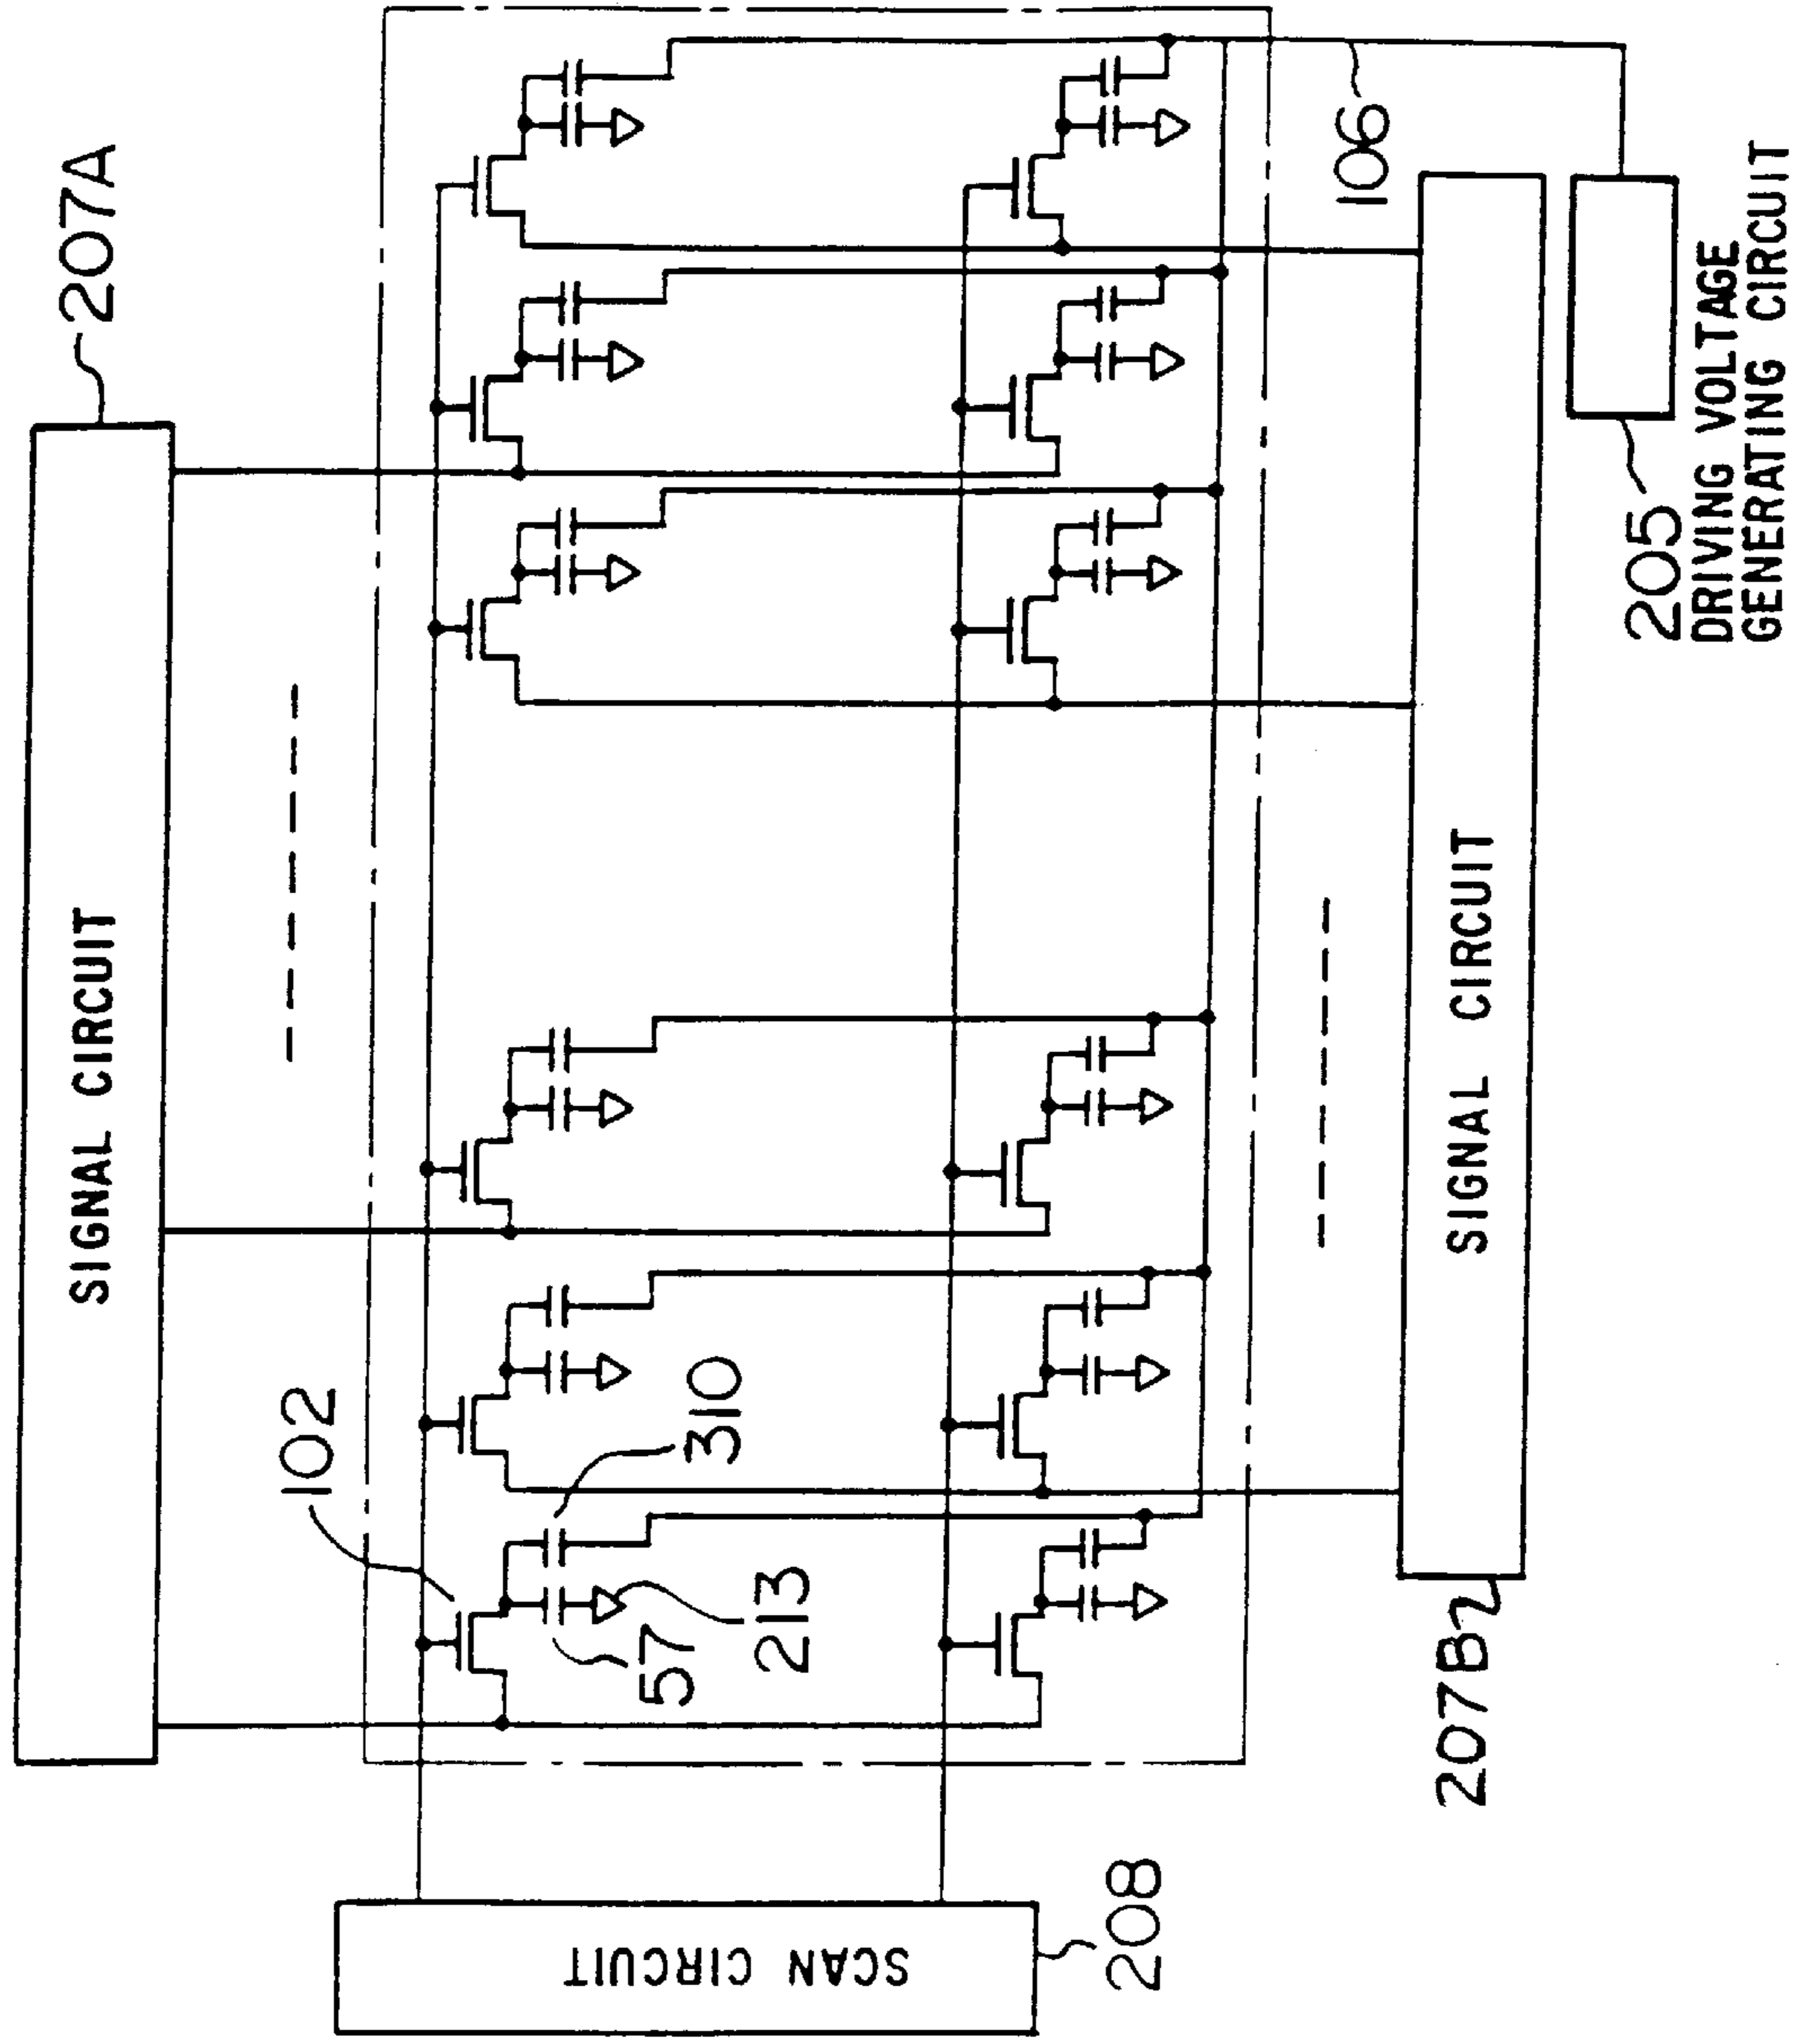 207A
SIGNAL CIRCUIT
102
310
57
213
SCAN CIRCUIT
208
106
SIGNAL CIRCUIT
207B
205
DRIVING VOLTAGE
GENERATING CIRCUIT